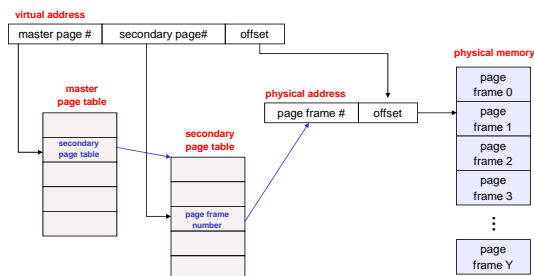 virtual address
master page #
secondary page#
offset
physical memory
master
page table
physical address
page frame #
offset
secondary
page table
secondary
page table
page frame
number
page
frame 0
page
frame 1
page
frame 2
page
frame 3
⋮
page
frame Y